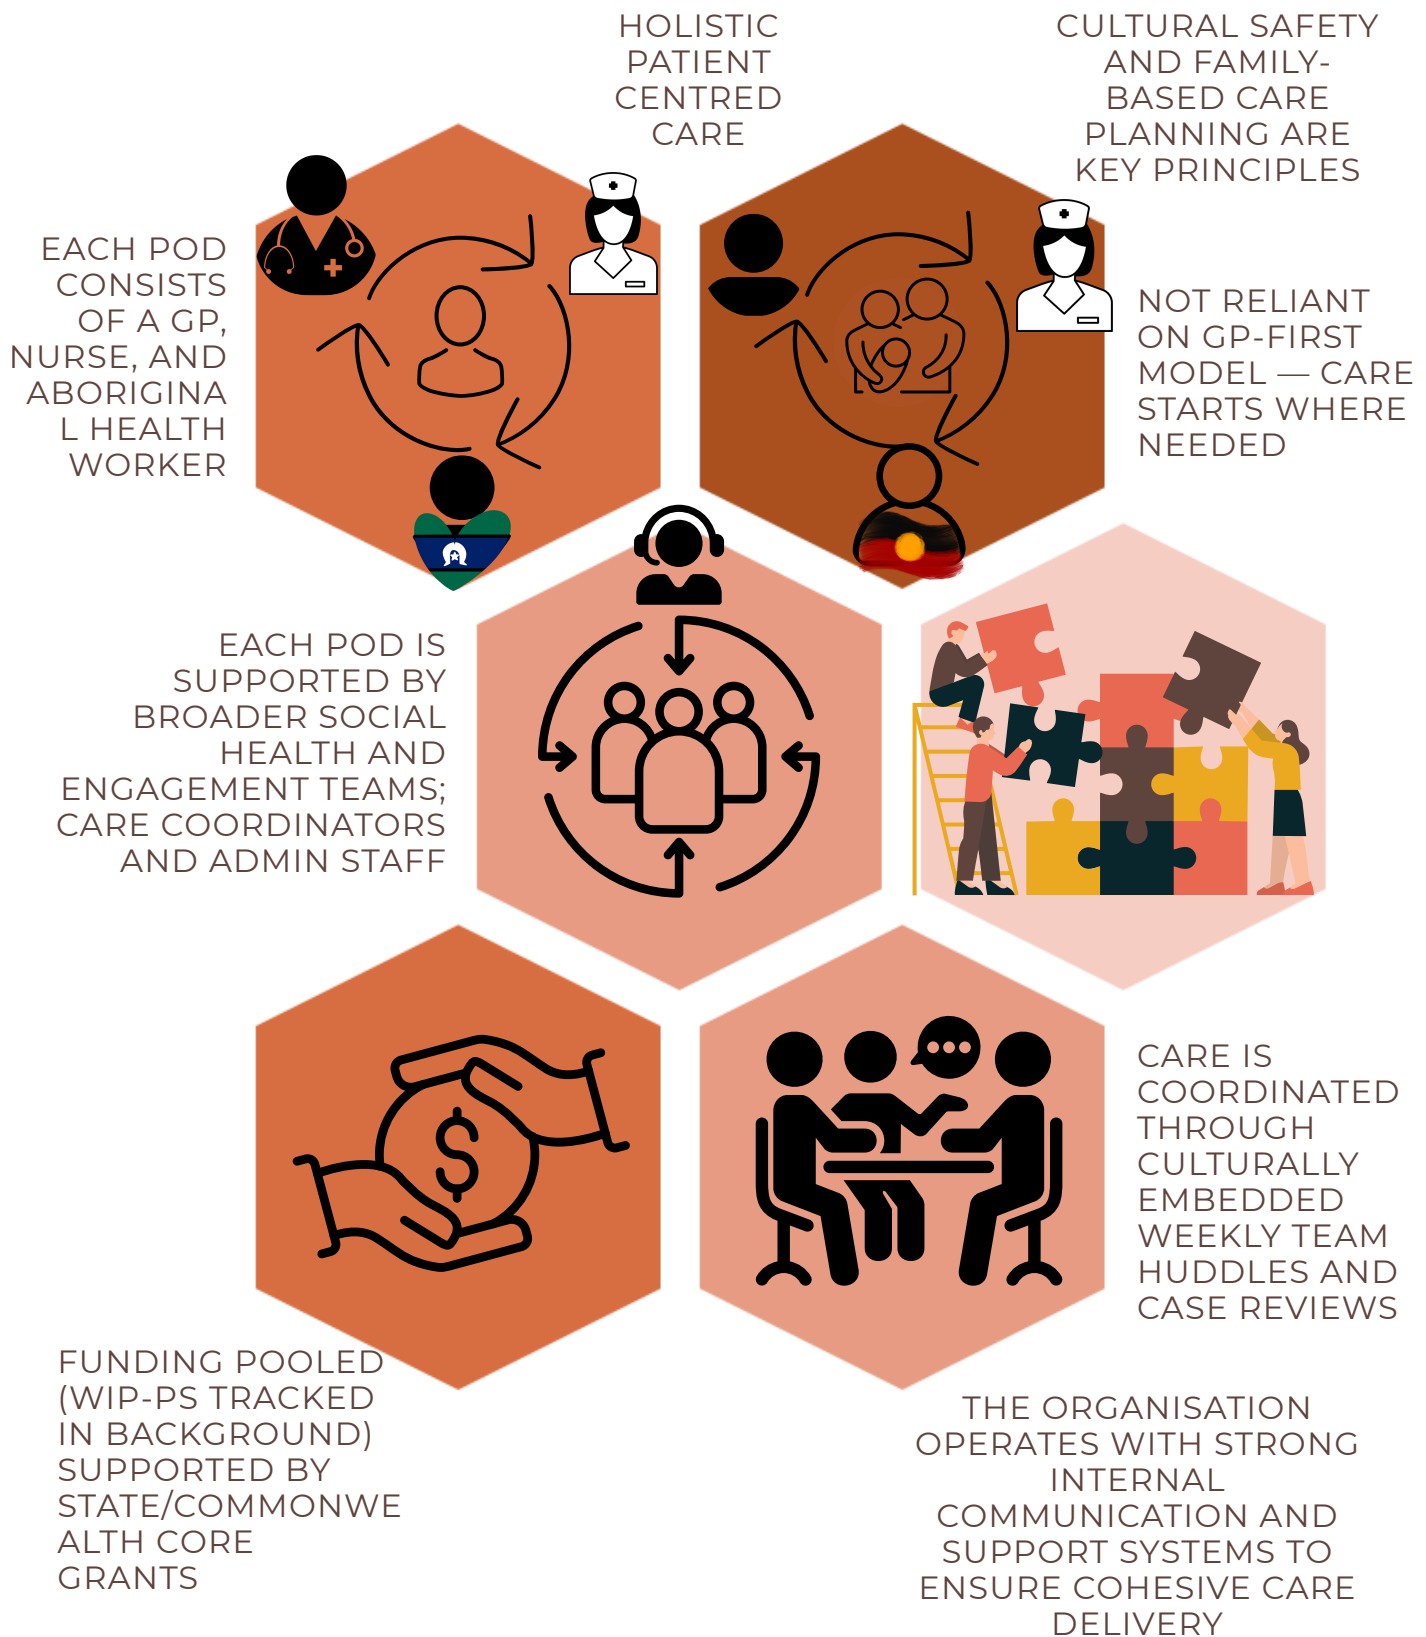 HOLISTIC
PATIENT
CENTRED
CARE
CULTURAL SAFETY
AND FAMILY-
BASED CARE
PLANNING ARE
KEY PRINCIPLES
EACH POD
CONSISTS
OF A GP,
NURSE, AND
ABORIGINA
L HEALTH
WORKER
NOT RELIANT
ON GP-FIRST
MODEL — CARE
STARTS WHERE
NEEDED
EACH POD IS
SUPPORTED BY
BROADER SOCIAL
HEALTH AND
ENGAGEMENT TEAMS;
CARE COORDINATORS
AND ADMIN STAFF
$
CARE IS
COORDINATED
THROUGH
CULTURALLY
EMBEDDED
WEEKLY TEAM
HUDDLES AND
CASE REVIEWS
FUNDING POOLED
(WIP-PS TRACKED
IN BACKGROUND)
SUPPORTED BY
STATE/COMMONWE
ALTH CORE
GRANTS
THE ORGANISATION
OPERATES WITH STRONG
INTERNAL
COMMUNICATION AND
SUPPORT SYSTEMS TO
ENSURE COHESIVE CARE
DELIVERY